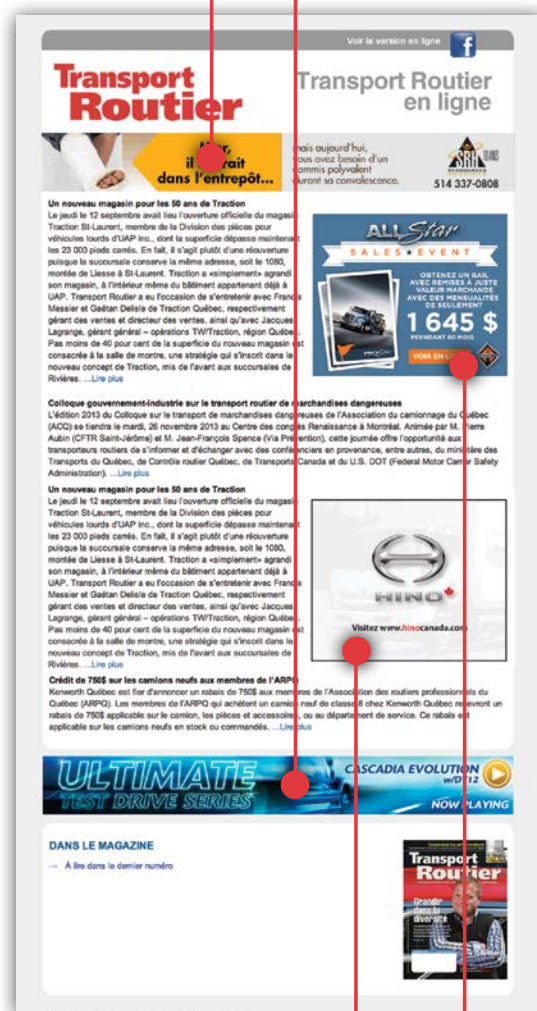 Voir la version en ligne
f
Transport
Routier
Transport Routier
en ligne
dans l'entrepôt...
mais aujourd'hui,
vous avez besoin d'un
commis polyvalent
durant sa convalescence.
SRH
10 ANS
514 337-0808
Un nouveau magasin pour les 50 ans de Traction
Le jeudi le 12 septembre avait lieu l'ouverture officielle du magasin
Traction St-Laurent, membre de la Division des pièces pour
véhicules lourds d'UAP inc., dont la superficie dépasse maintenant
les 23 000 pieds carrés. En fait, il s'agit plutôt d'une réouverture
puisque la succursale conserve la même adresse, soit le 1080,
montée de Liesse à St-Laurent. Traction a «simplement» agrandi
son magasin, à l'intérieur même du bâtiment appartenant déjà à
UAP. Transport Routier a eu l'occasion de s'entretenir avec Francis
Messier et Gaétan Delisle de Traction Québec, respectivement
gérant des ventes et directeur des ventes, ainsi qu'avec Jacques
Lagrange, gérant général – opérations TW/Traction, région Québec.
Pas moins de 40 pour cent de la superficie du nouveau magasin est
consacrée à la salle de montre, une stratégie qui s'inscrit dans le
nouveau concept de Traction, mis de l'avant aux succursales de
Rivières. ...Lire plus
ALL Star
SALES ★ EVENT
OBTENEZ UN BAIL
AVEC REMISES À JUSTE
VALEUR MARCHANDE
AVEC DES MENSUALITÉS
DE SEULEMENT
1 645 $
PENDANT 60 MOIS
VOIR EN
Colloque gouvernement-industrie sur le transport routier de marchandises dangereuses
L'édition 2013 du Colloque sur le transport de marchandises dangereuses de l'Association du camionnage du Québec
(ACQ) se tiendra le mardi, 26 novembre 2013 au Centre des congrès Renaissance à Montréal. Animée par M. Pierre
Aubin (CFTR Saint-Jérôme) et M. Jean-François Spence (Via Prévention), cette journée offre l'opportunité aux
transporteurs routiers de s'informer et d'échanger avec des conférenciers en provenance, entre autres, du ministère des
Transports du Québec, de Contrôle routier Québec, de Transports Canada et du U.S. DOT (Federal Motor Carrier Safety
Administration). ...Lire plus
Un nouveau magasin pour les 50 ans de Traction
Le jeudi le 12 septembre avait lieu l'ouverture officielle du magasin
Traction St-Laurent, membre de la Division des pièces pour
véhicules lourds d'UAP inc., dont la superficie dépasse maintenant
les 23 000 pieds carrés. En fait, il s'agit plutôt d'une réouverture
puisque la succursale conserve la même adresse, soit le 1080,
montée de Liesse à St-Laurent. Traction a «simplement» agrandi
son magasin, à l'intérieur même du bâtiment appartenant déjà à
UAP. Transport Routier a eu l'occasion de s'entretenir avec Francis
Messier et Gaétan Delisle de Traction Québec, respectivement
gérant des ventes et directeur des ventes, ainsi qu'avec Jacques
Lagrange, gérant général – opérations TW/Traction, région Québec.
Pas moins de 40 pour cent de la superficie du nouveau magasin est
consacrée à la salle de montre, une stratégie qui s'inscrit dans le
nouveau concept de Traction, mis de l'avant aux succursales de
Rivières. ...Lire plus
HINO
Visitez www.hinocanada.com
Crédit de 750$ sur les camions neufs aux membres de l'ARPQ
Kenworth Québec est fier d'annoncer un rabais de 750$ aux membres de l'Association des routiers professionnels du
Québec (ARPQ). Les membres de l'ARPQ qui achètent un camion neuf de classe 8 chez Kenworth Québec recevront un
rabais de 750$ applicable sur le camion, les pièces et accessoires, ou au département de service. Ce rabais est
applicable sur les camions neufs en stock ou commandés. ...Lire plus
ULTIMATE
TEST DRIVE SERIES
CASCADIA EVOLUTION
w/DT12
NOW PLAYING
DANS LE MAGAZINE
→ À lire dans le dernier numéro
Transport
Routier
Grandir
dans la
diversité